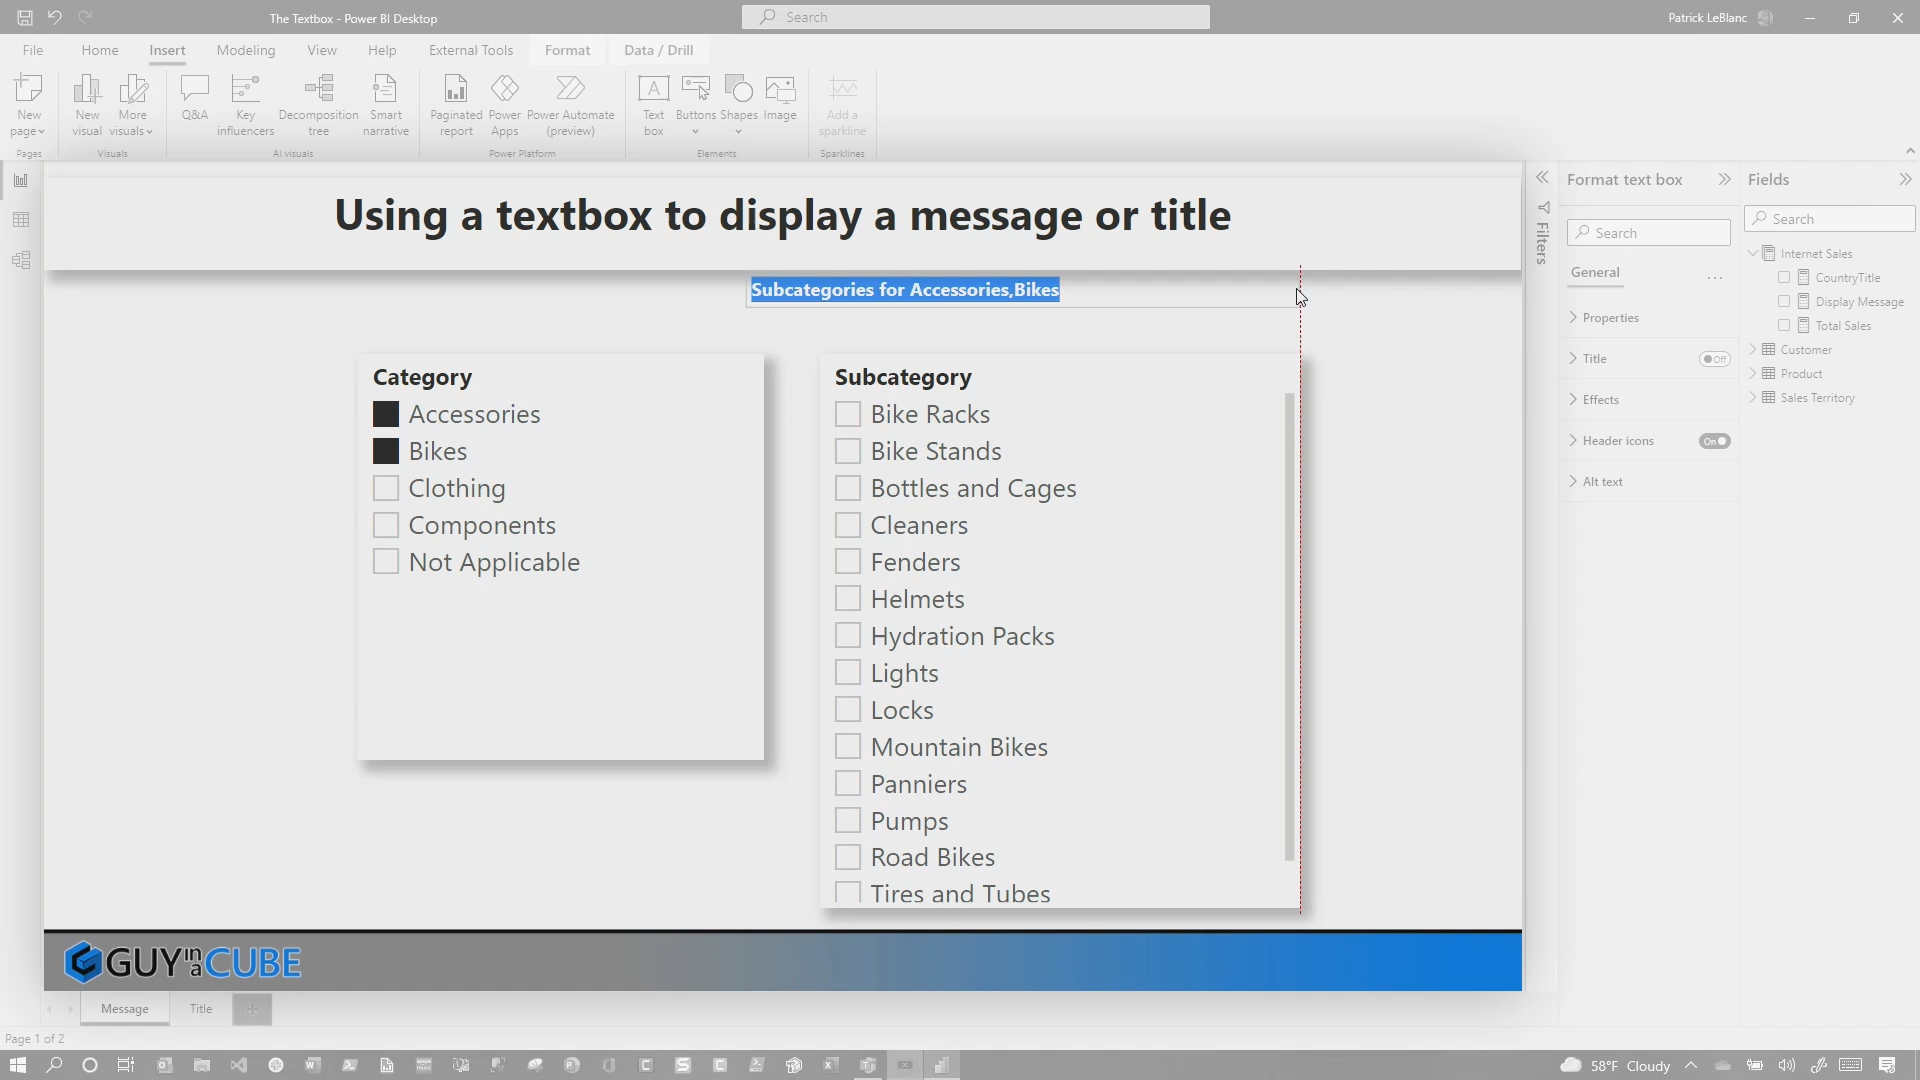 The Textbox - Power BI Desktop
Search
Patrick LeBlanc
File Home Insert Modeling View Help External Tools Format Data / Drill
New page
New visual
More visuals
Q&A
Key influencers
Decomposition tree
Smart narrative
Paginated report
Power Apps
Power Automate (preview)
Text box
Buttons
Shapes
Image
Add a sparkline
Pages
Visuals
AI visuals
Power Platform
Elements
Sparklines
Using a textbox to display a message or title
Subcategories for Accessories,Bikes
Category
Accessories
Bikes
Clothing
Components
Not Applicable
Subcategory
Bike Racks
Bike Stands
Bottles and Cages
Cleaners
Fenders
Helmets
Hydration Packs
Lights
Locks
Mountain Bikes
Panniers
Pumps
Road Bikes
Tires and Tubes
Filters
Format text box
Search
General
Properties
Title Off
Effects
Header icons On
Alt text
Fields
Search
Internet Sales
CountryTitle
Display Message
Total Sales
Customer
Product
Sales Territory
GUY in a CUBE
Message
Title
Page 1 of 2
58°F Cloudy